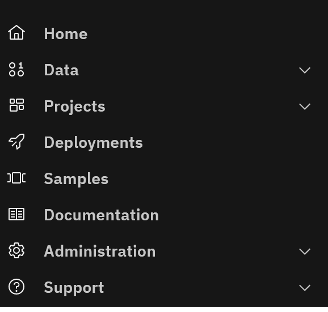 Home
Data
Projects
Deployments
Samples
Documentation
Administration
Support